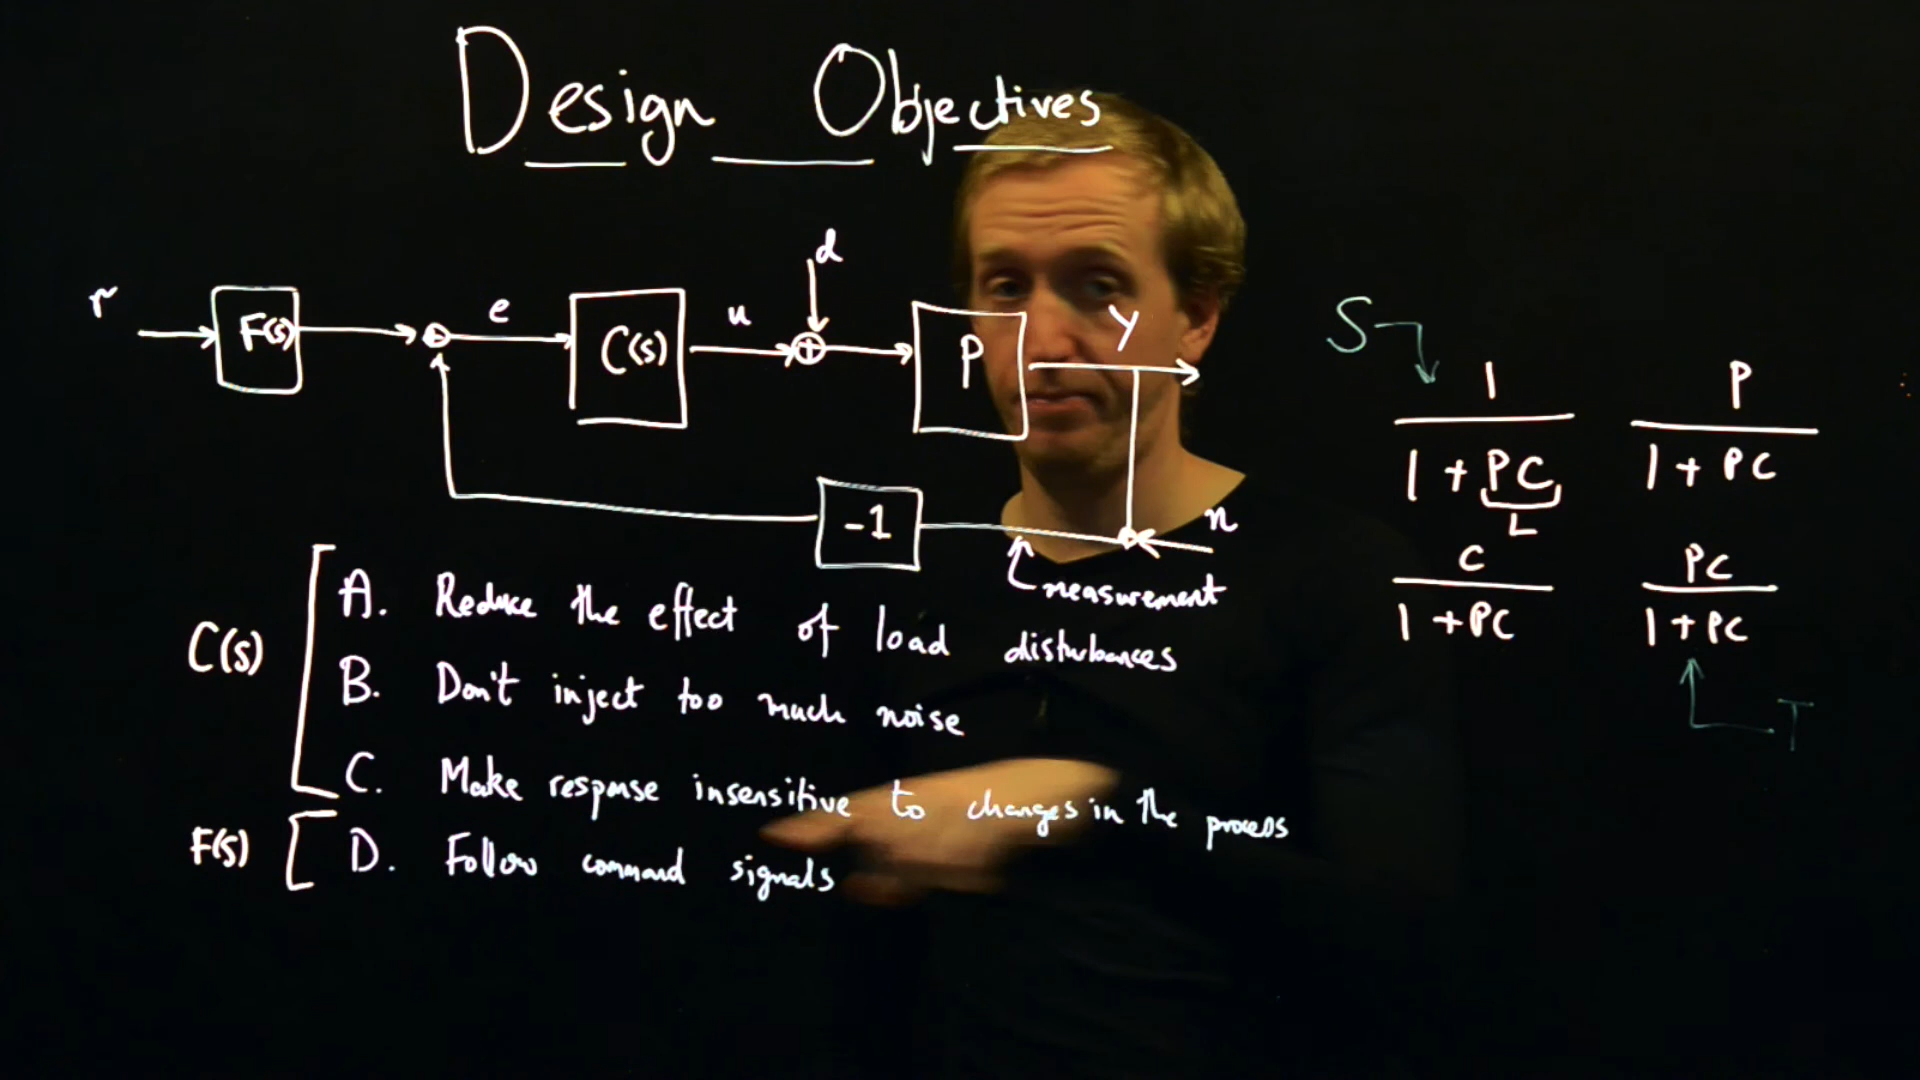 Design Objectives
r
F(s)
e
C(s)
u
d
P
y
-1
n
measurement
C(s)
A. Reduce the effect of load disturbances
B. Don't inject too much noise
C. Make response insensitive to changes in the process
F(s)
D. Follow command signals
S
1
1 + PC
L
P
1 + PC
C
1 + PC
PC
1 + PC
T